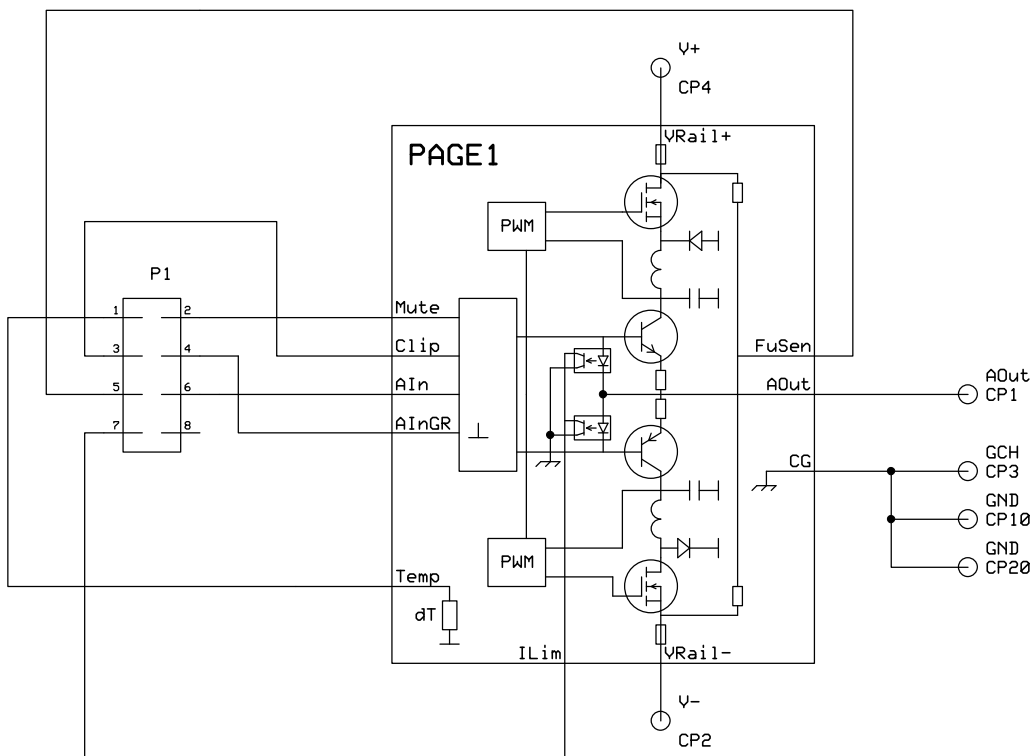 V+
CP4
VRail+
PAGE1
PWM
P1
1 2
Mute
3 4
Clip
FuSen
5 6
AIn
AOut
AOut
CP1
7 8
AInGR
CG
GCH
CP3
GND
CP10
PWM
GND
CP20
Temp
dT
ILim
VRail-
V-
CP2